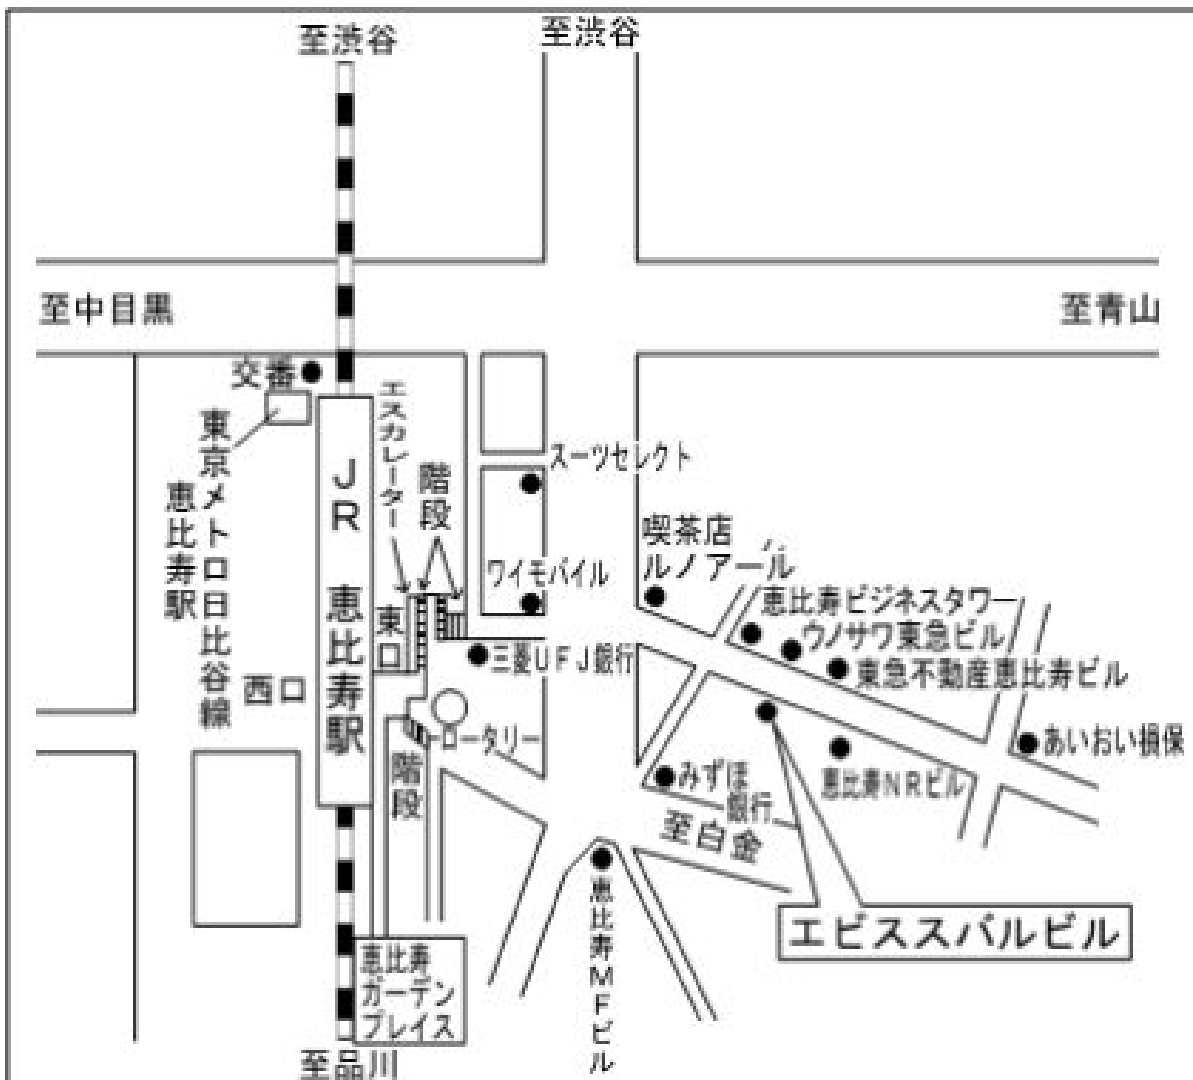 至渋谷
至渋谷
至中目黒
至青山
交番
エスカレーター
階段
東京メトロ日比谷線
恵比寿駅
JR 恵比寿駅
スーツセレクト
喫茶店
ルノアール
ワイモバイル
恵比寿ビジネスタワー
ウノサワ東急ビル
東急不動産恵比寿ビル
東口
三菱UFJ銀行
西口
ロータリー
階段
あいおい損保
みずほ
銀行
恵比寿NRビル
至白金
エビススバルビル
恵比寿MFビル
恵比寿
ガーデン
プレイス
至品川